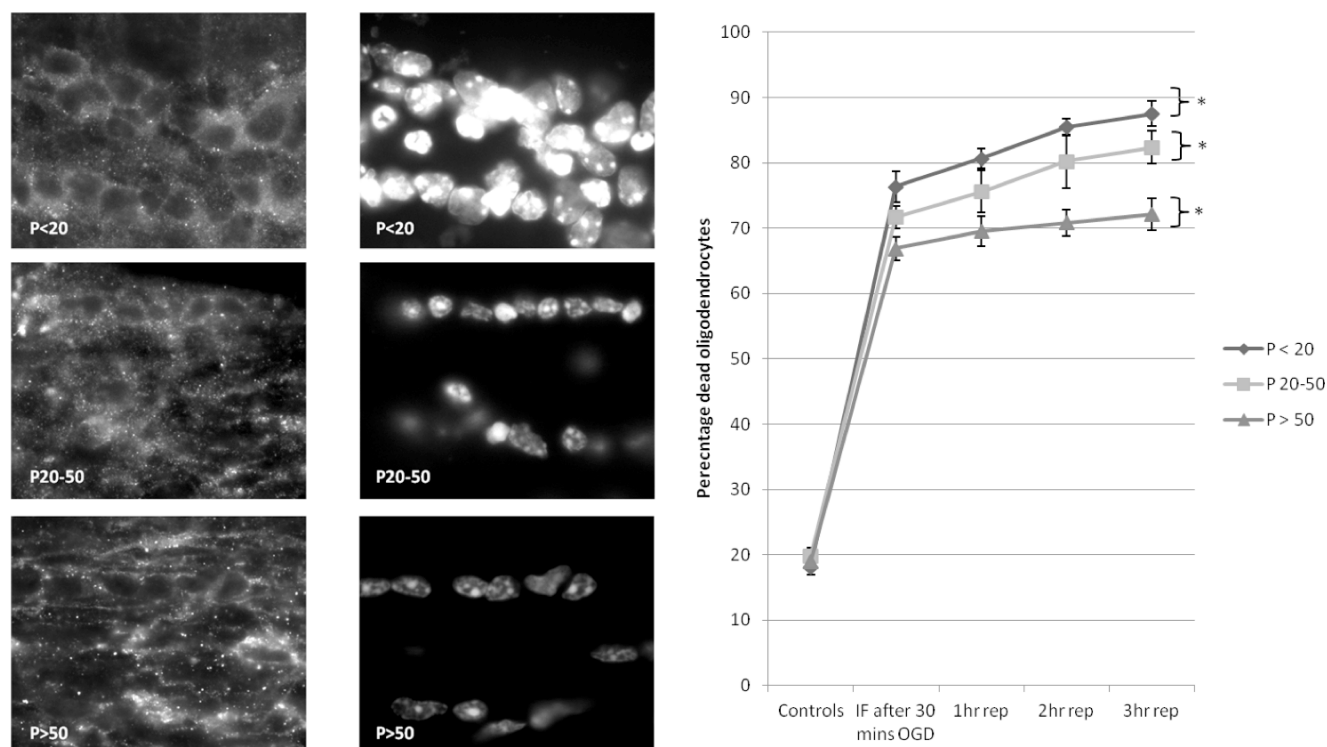 P<20
P<20
P20-50
P20-50
P>50
P>50
Perecntage dead oligodendrocytes
100
90
80
70
60
50
40
30
20
10
0
*
*
*
Controls
IF after 30
mins OGD
1hr rep
2hr rep
3hr rep
P < 20
P 20-50
P > 50